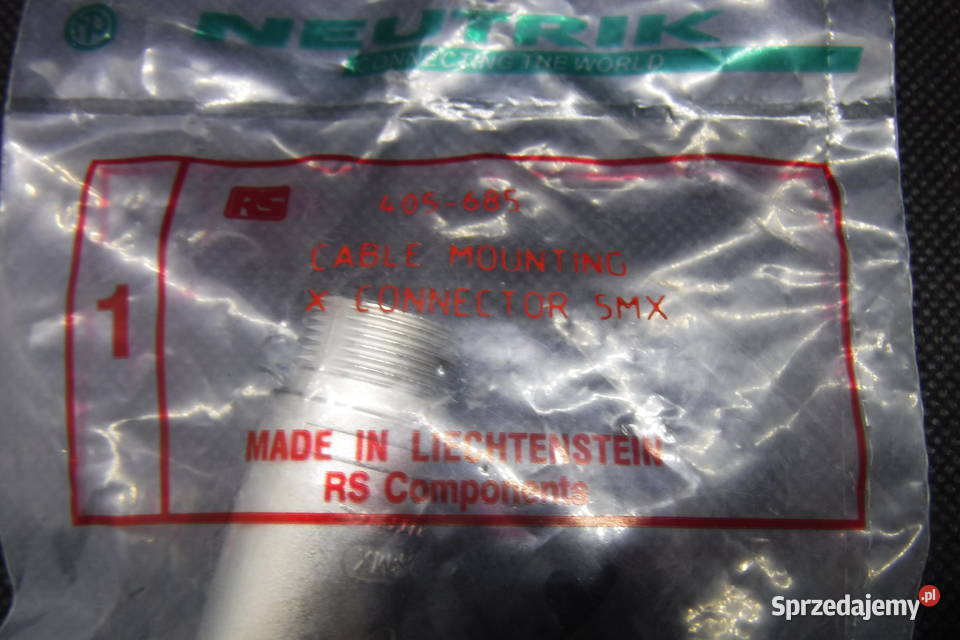 NEUTRIK
CONNECTING THE WORLD
RS 405-685
CABLE MOUNTING
X CONNECTOR 5MX
1
MADE IN LIECHTENSTEIN
RS Components
Sprzedajemy.pl